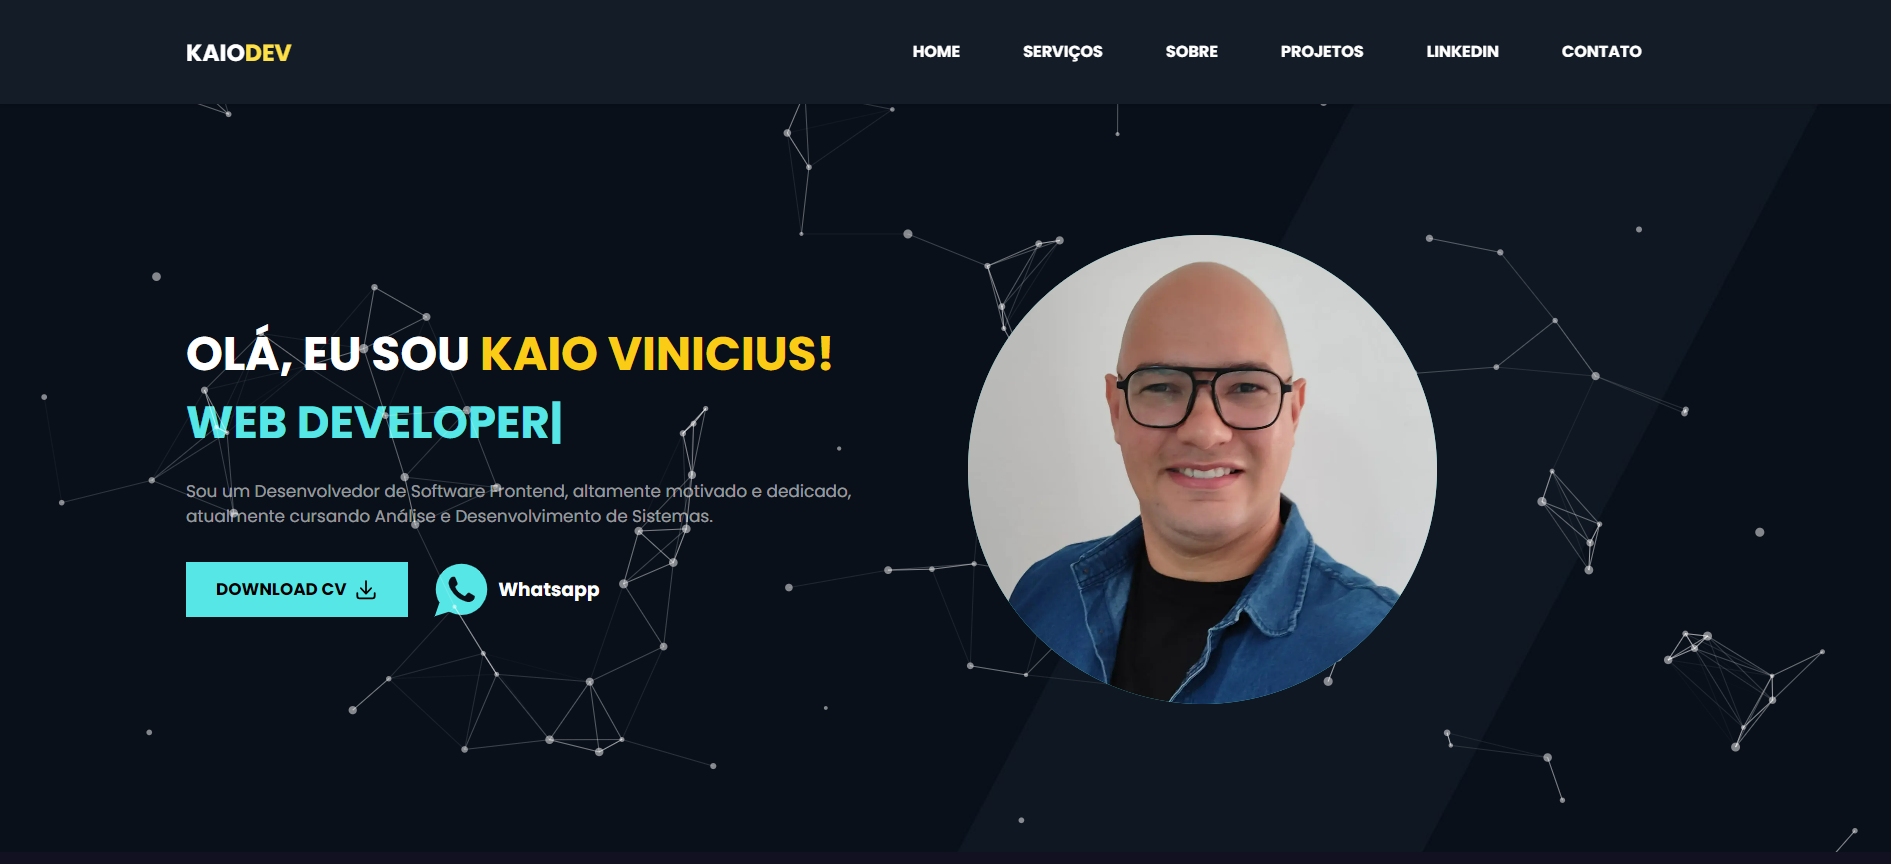 KAIODEV
HOME SERVIÇOS SOBRE PROJETOS LINKEDIN CONTATO
OLÁ, EU SOU KAIO VINICIUS!
WEB DEVELOPER|
Sou um Desenvolvedor de Software Frontend, altamente motivado e dedicado,
atualmente cursando Análise e Desenvolvimento de Sistemas.
DOWNLOAD CV
Whatsapp